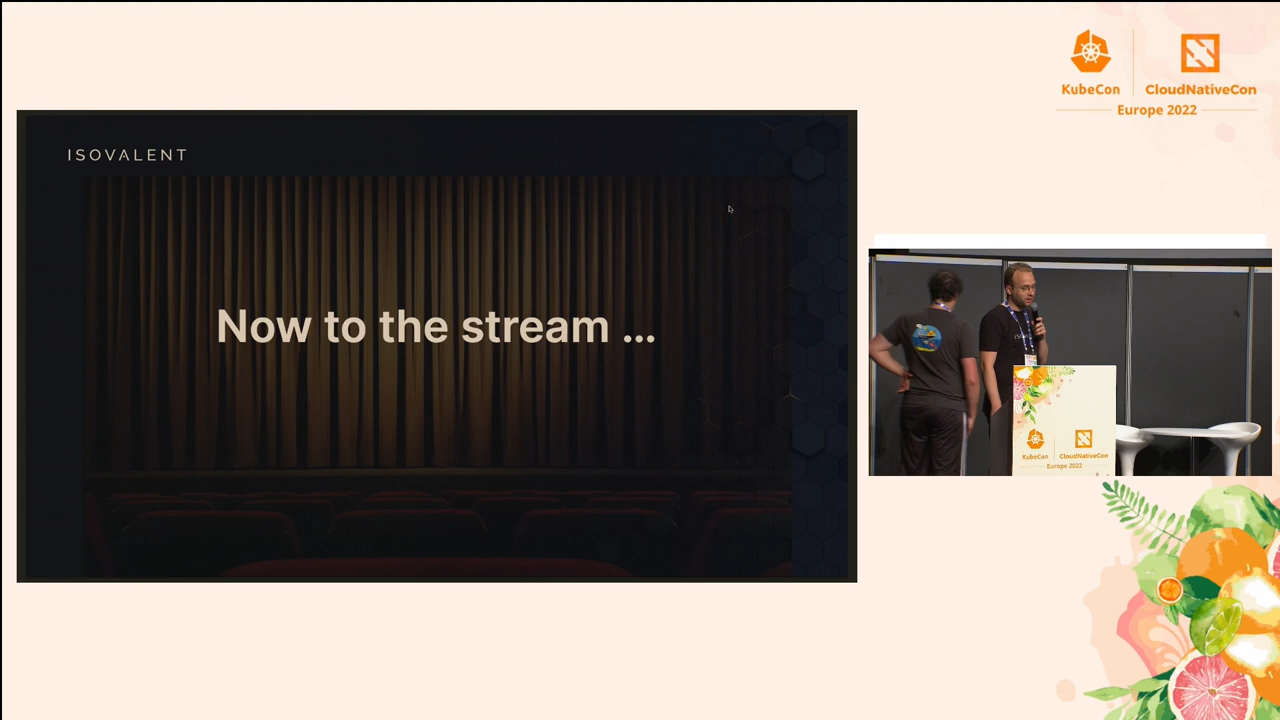 KubeCon
CloudNativeCon
Europe 2022
ISOVALENT
Now to the stream ...
KubeCon
CloudNativeCon
Europe 2022